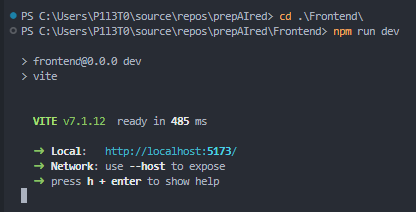 PS C:\Users\P1l3T0\source\repos\prepAIred> cd .\Frontend\
PS C:\Users\P1l3T0\source\repos\prepAIred\Frontend> npm run dev
> frontend@0.0.0 dev
> vite
VITE v7.1.12 ready in 485 ms
➜ Local: http://localhost:5173/
➜ Network: use --host to expose
➜ press h + enter to show help